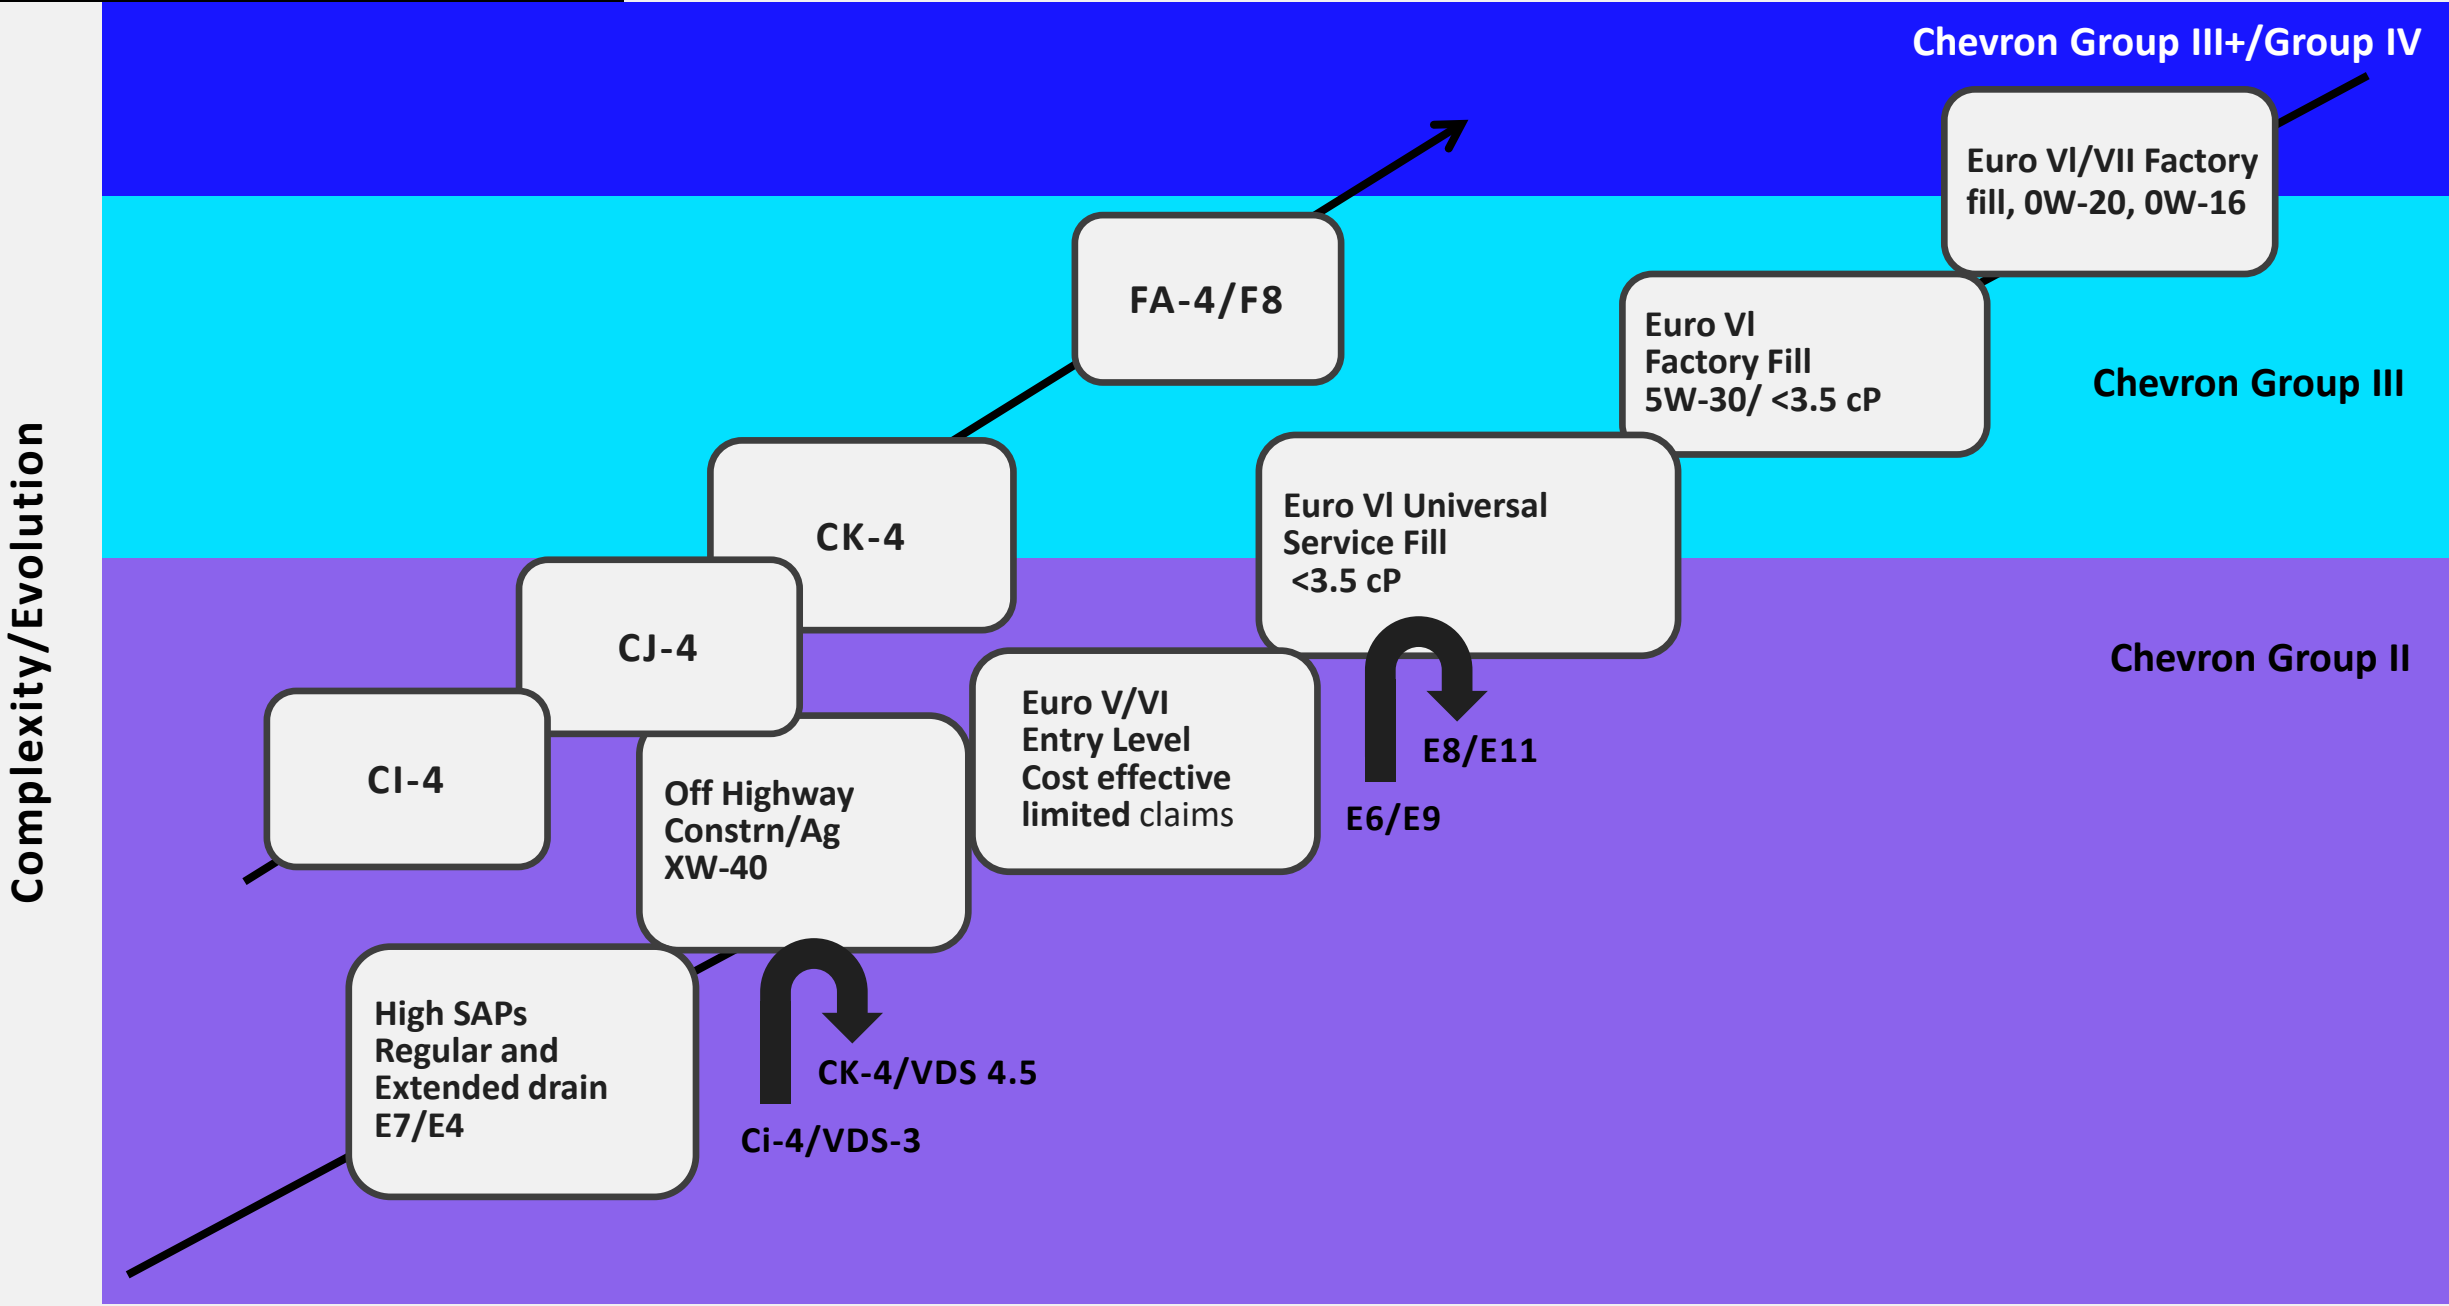 Complexity/Evolution
Chevron Group III+/Group IV
Euro Vl/VII Factory
fill, 0W-20, 0W-16
FA-4/F8
Euro Vl
Factory Fill
5W-30/ <3.5 cP
Chevron Group III
CK-4
Euro Vl Universal
Service Fill
<3.5 cP
CJ-4
Chevron Group II
CI-4
Off Highway
Constrn/Ag
XW-40
Euro V/VI
Entry Level
Cost effective
limited claims
E8/E11
E6/E9
High SAPs
Regular and
Extended drain
E7/E4
CK-4/VDS 4.5
Ci-4/VDS-3